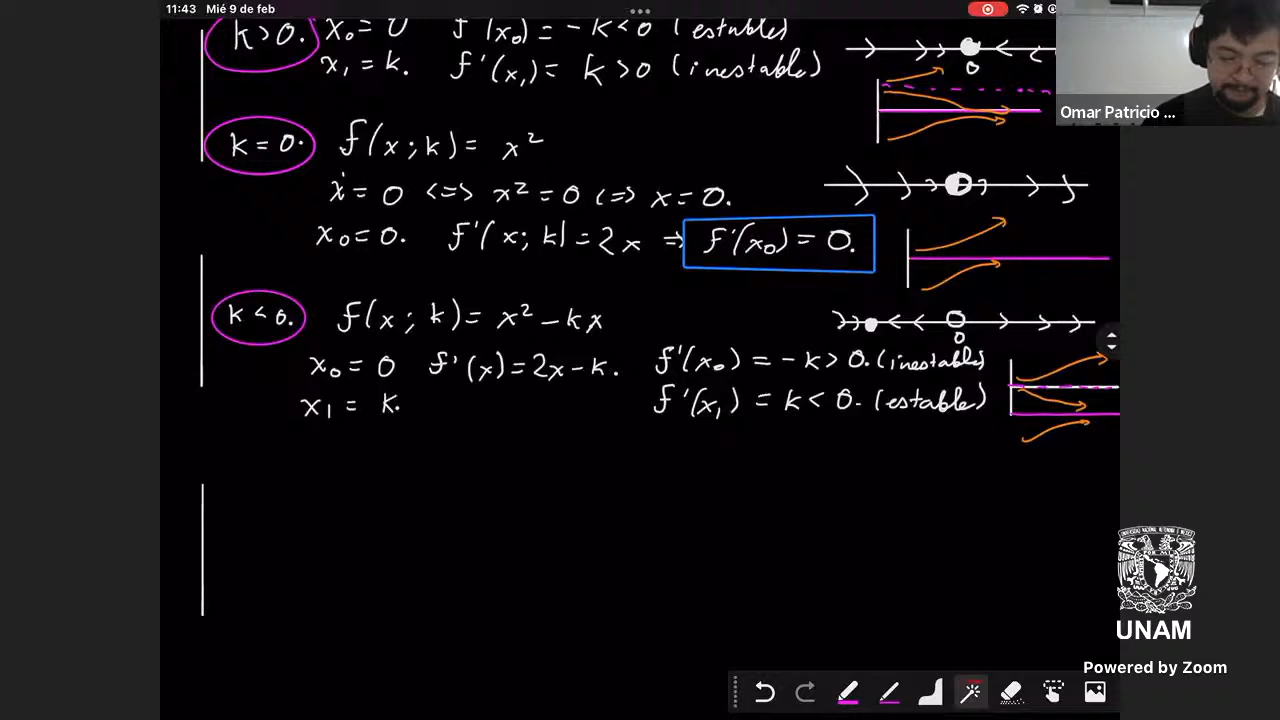 11:43 Mié 9 de feb
k>0. x₀ = 0 f'(x₀) = -k<0 (estables)
x₁ = k. f'(x₁) = k>0 (inestable)
0
Omar Patricio ...
k=0. f(x;k) = x²
ẋ = 0 <=> x² = 0 <=> x = 0.
x₀ = 0. f'(x;k) = 2x => f'(x₀) = 0.
k<0. f(x;k) = x² - kx
0
x₀ = 0 f'(x) = 2x - k. f'(x₀) = -k>0. (inestable)
x₁ = k. f'(x₁) = k<0. (estable)
UNAM
Powered by Zoom